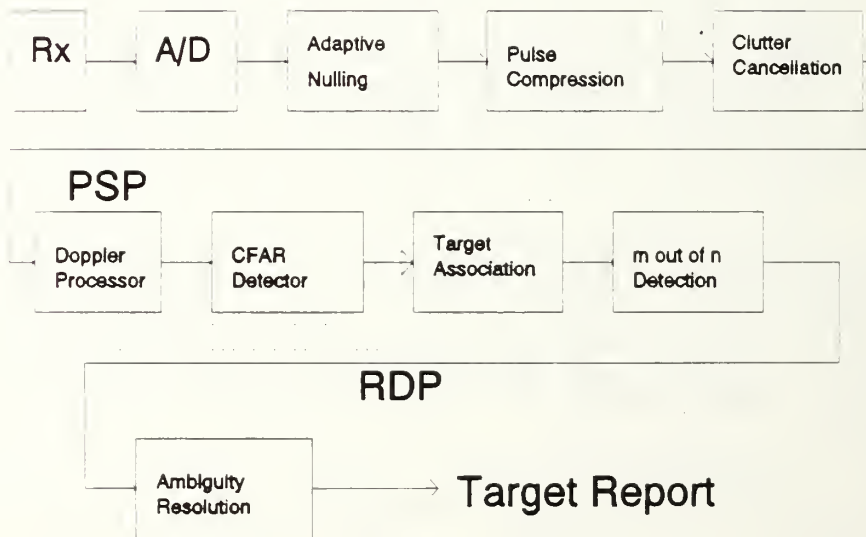 Rx
A/D
Adaptive
Nulling
Pulse
Compression
Clutter
Cancellation
PSP
Doppler
Processor
CFAR
Detector
Target
Association
m out of n
Detection
RDP
Ambiguity
Resolution
Target Report